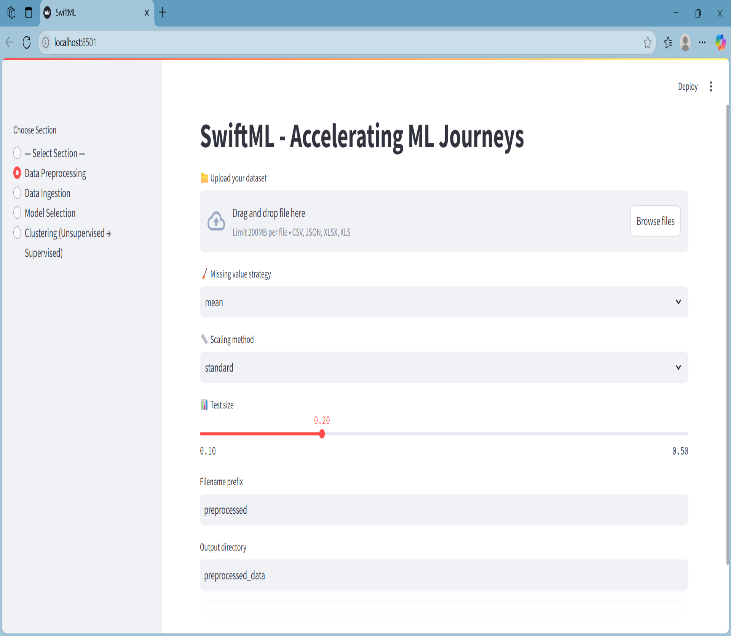 SwiftML
localhost:8501
Deploy
Choose Section
— Select Section —
Data Preprocessing
Data Ingestion
Model Selection
Clustering (Unsupervised →
Supervised)
SwiftML - Accelerating ML Journeys
Upload your dataset
Drag and drop file here
Limit 200MB per file • CSV, JSON, XLSX, XLS
Browse files
Missing value strategy
mean
Scaling method
standard
Test size
0.20
0.10 0.50
Filename prefix
preprocessed
Output directory
preprocessed_data